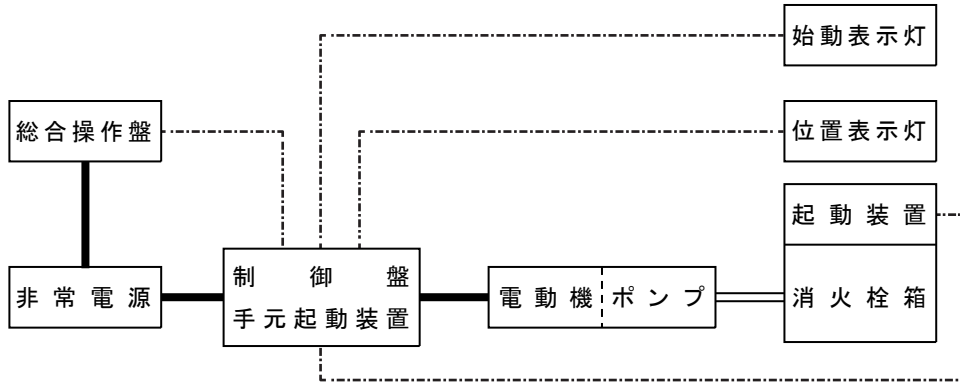 始動表示灯
総合操作盤
位置表示灯
起動装置
非常電源
制御盤
手元起動装置
電動機
ポンプ
消火栓箱